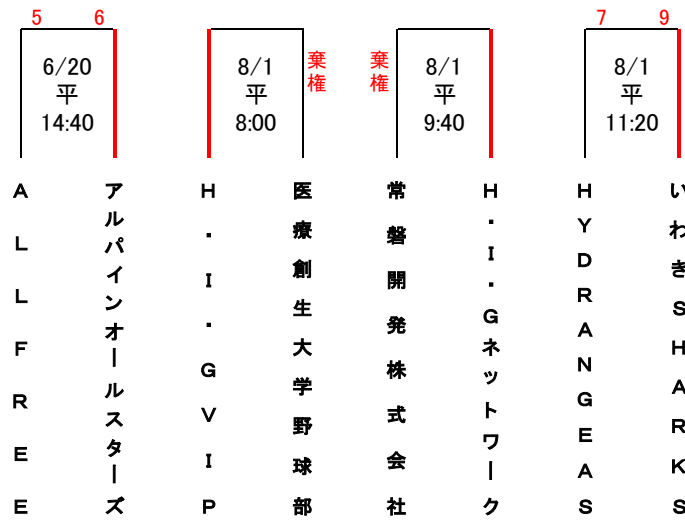 5 6
6/20
平
14:40
8/1
平
8:00
棄権
棄権
8/1
平
9:40
7 9
8/1
平
11:20
ALLFREE
アルパインオールスターズ
H.I.GVIP
医療創生大学野球部
常磐開発株式会社
H.I.Gネットワーク
HYDRANGEAS
いわきSHARKS